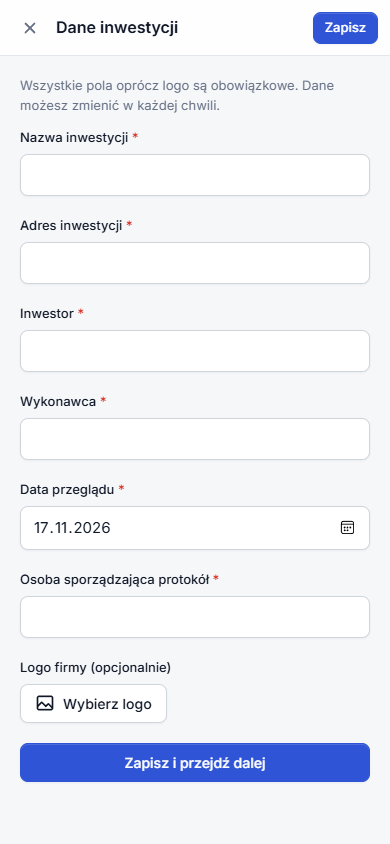 Dane inwestycji
Zapisz
Wszystkie pola oprócz logo są obowiązkowe. Dane
możesz zmienić w każdej chwili.
Nazwa inwestycji *
Adres inwestycji *
Inwestor *
Wykonawca *
Data przeglądu *
17.11.2026
Osoba sporządzająca protokół *
Logo firmy (opcjonalnie)
Wybierz logo
Zapisz i przejdź dalej